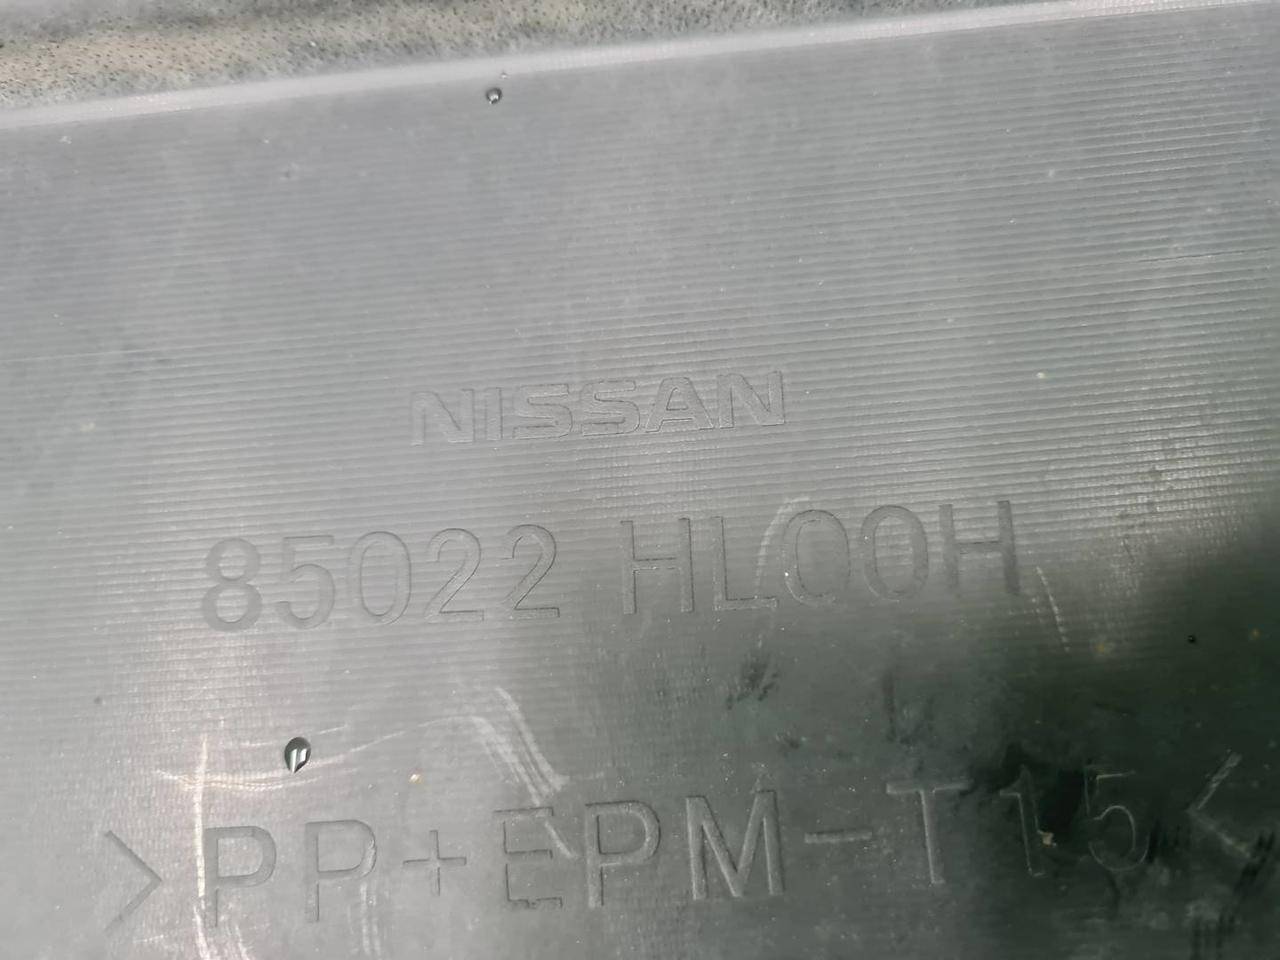 NISSAN
85022 HL00H
>PP+EPM-T15<